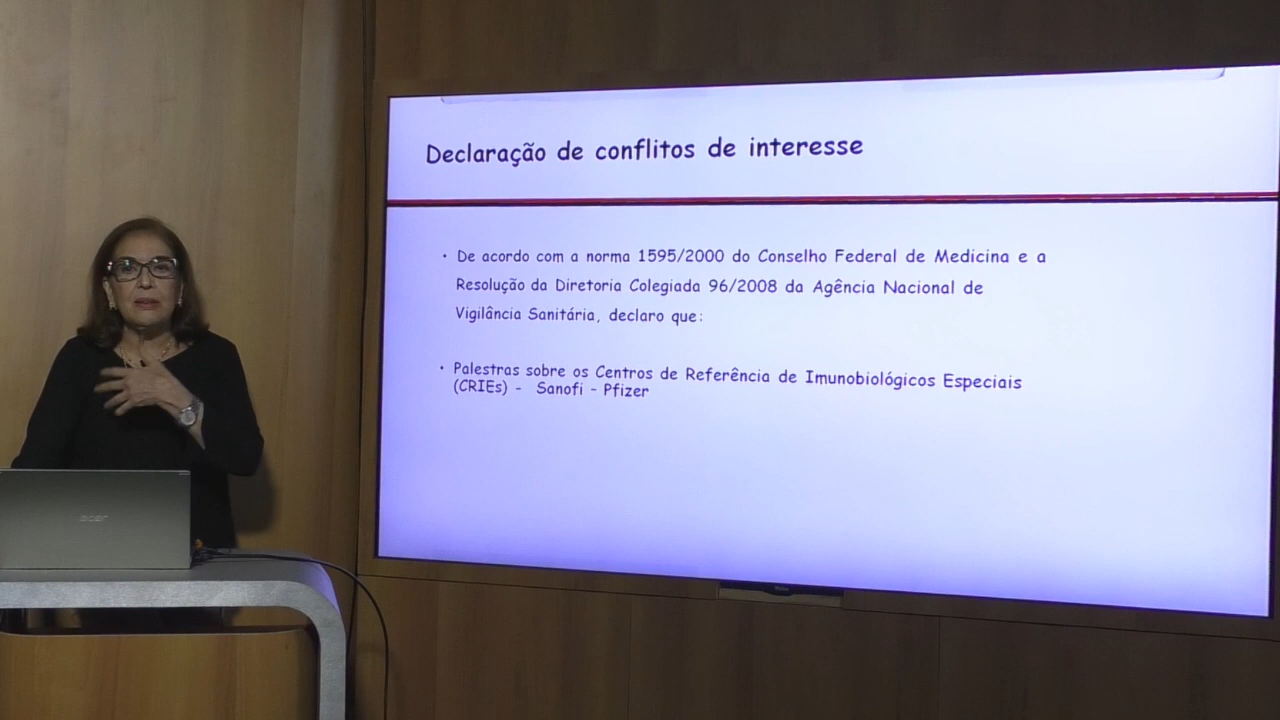 Declaração de conflitos de interesse
• De acordo com a norma 1595/2000 do Conselho Federal de Medicina e a
Resolução da Diretoria Colegiada 96/2008 da Agência Nacional de
Vigilância Sanitária, declaro que:
• Palestras sobre os Centros de Referência de Imunobiológicos Especiais
(CRIEs) - Sanofi - Pfizer
acer